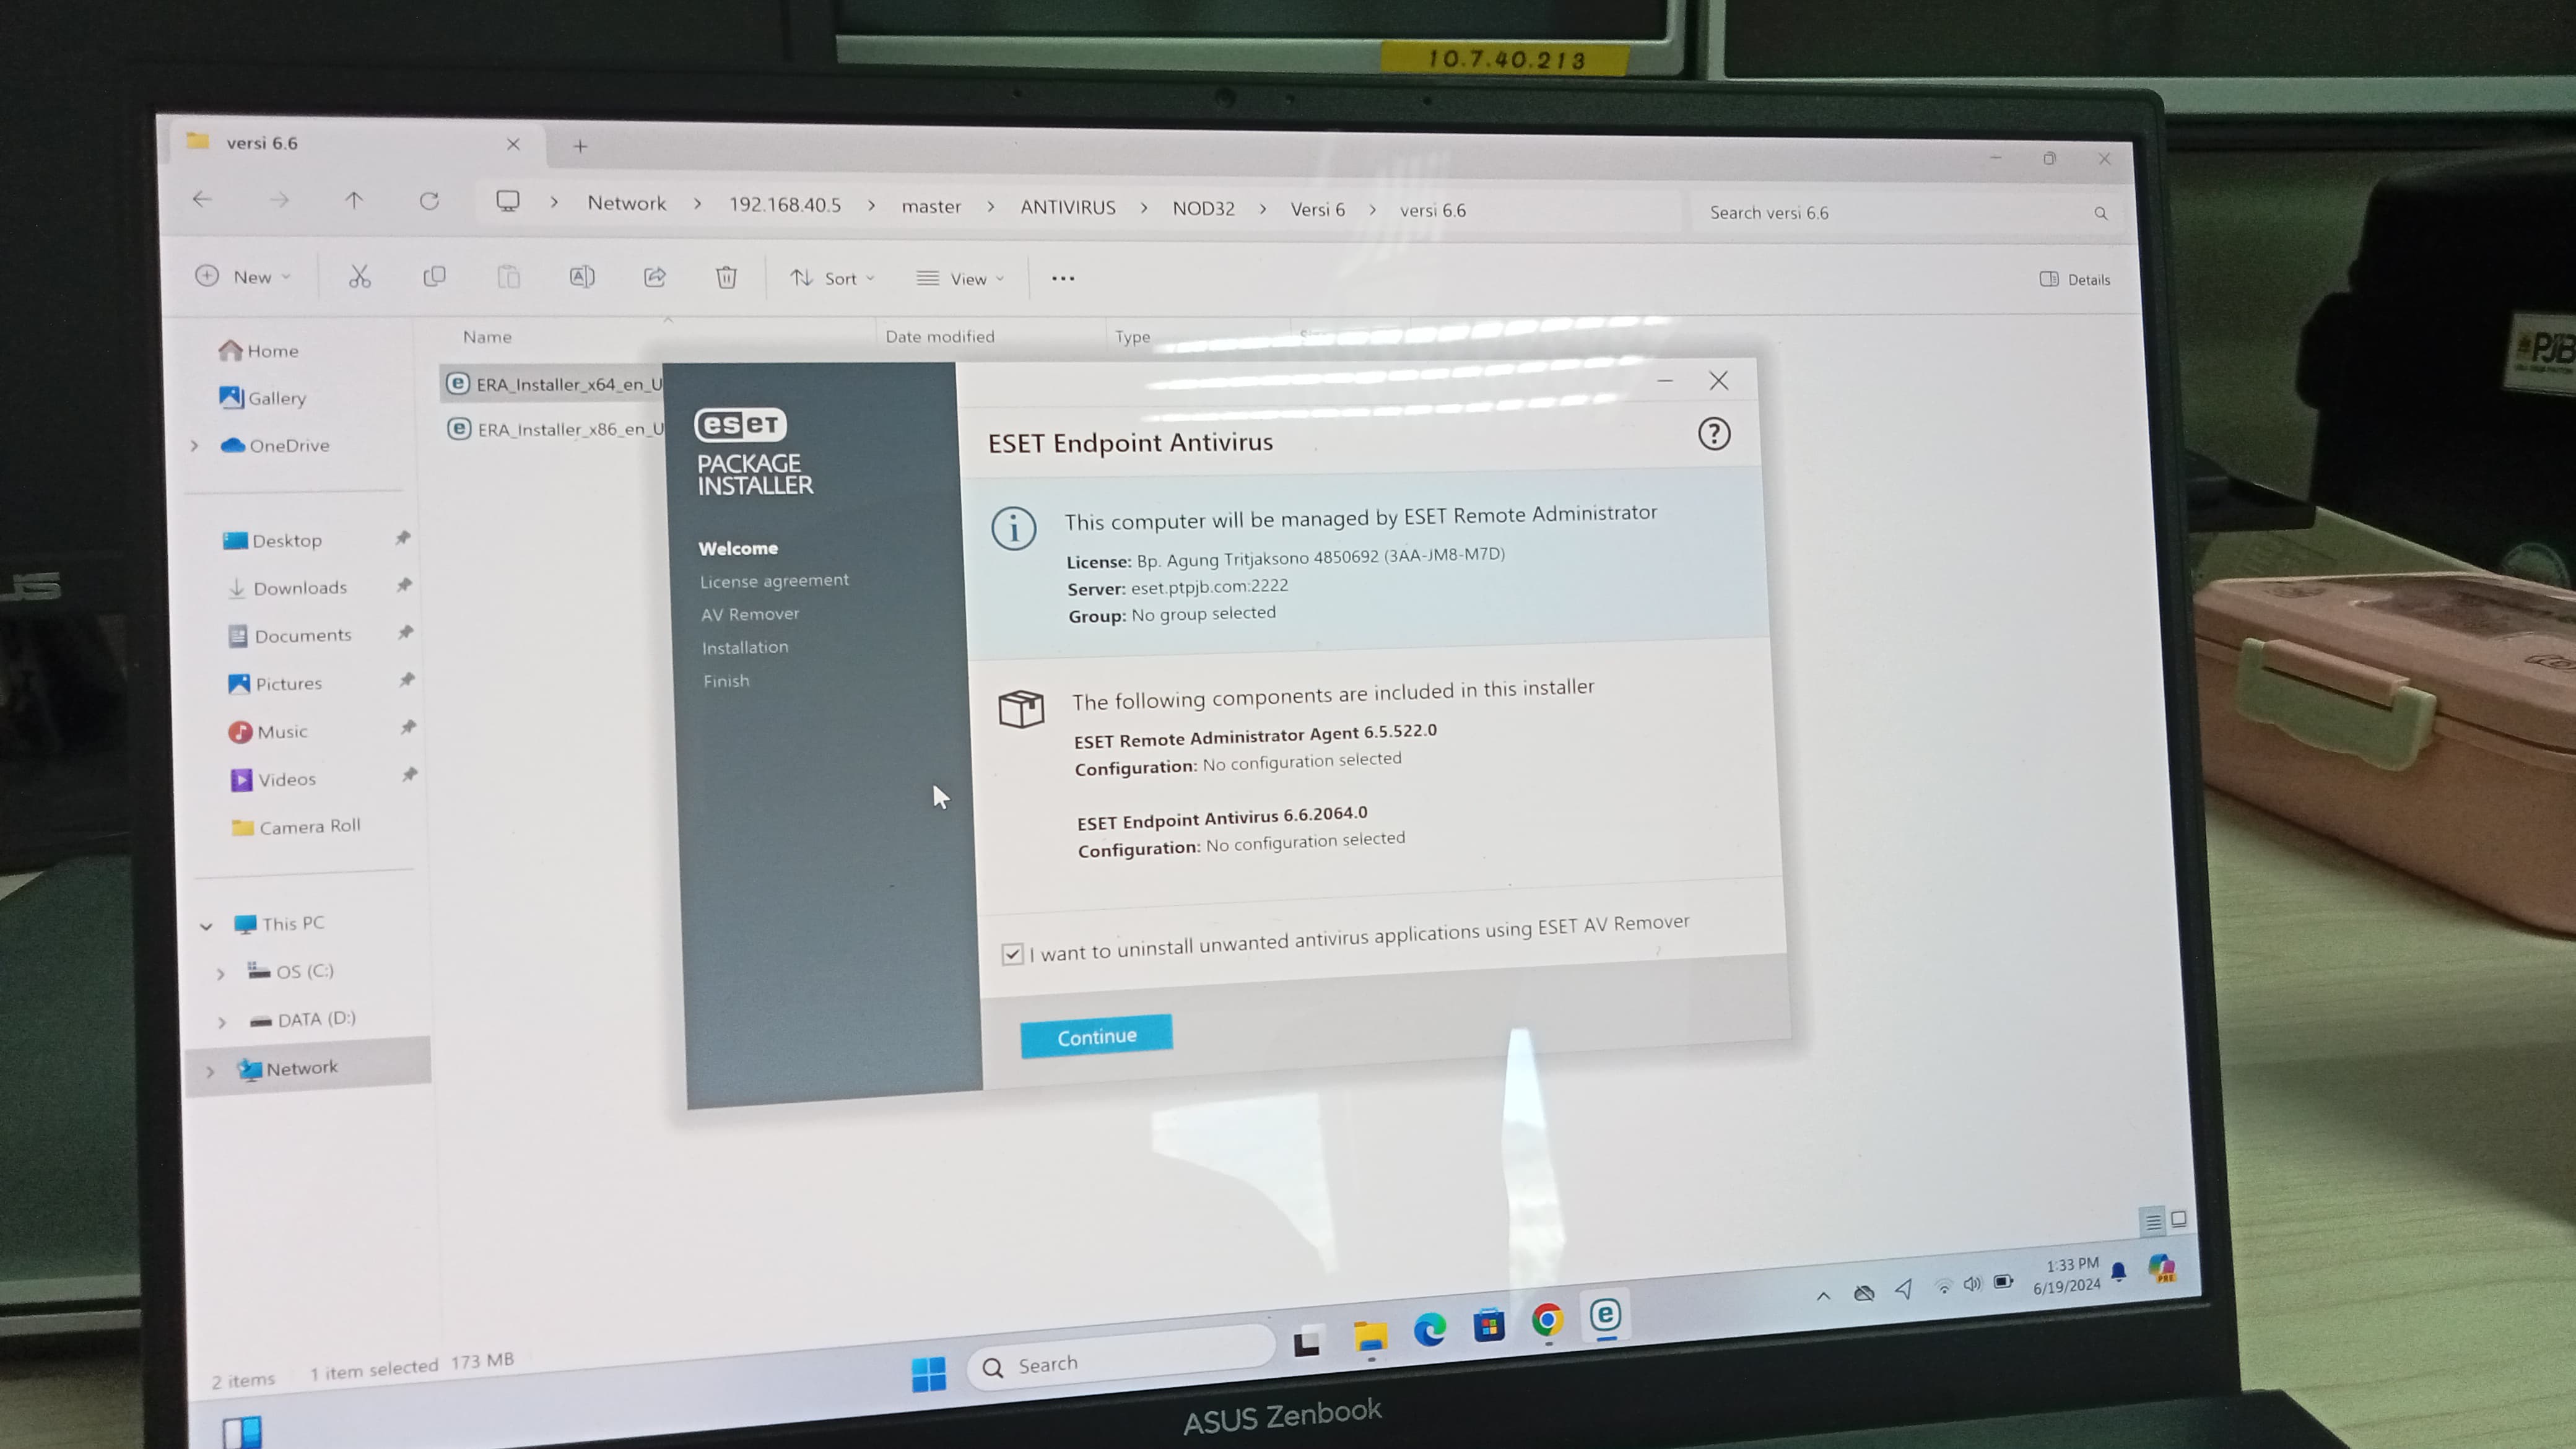 10.7.40.213
versi 6.6
Network > 192.168.40.5 > master > ANTIVIRUS > NOD32 > Versi 6 > versi 6.6
Search versi 6.6
New
Sort
View
Details
Name
Date modified
Type
Home
Gallery
OneDrive
Desktop
Downloads
Documents
Pictures
Music
Videos
Camera Roll
This PC
OS (C:)
DATA (D:)
Network
ERA_Installer_x64_en_U
ERA_Installer_x86_en_U
eset
PACKAGE
INSTALLER
Welcome
License agreement
AV Remover
Installation
Finish
ESET Endpoint Antivirus
This computer will be managed by ESET Remote Administrator
License: Bp. Agung Tritjaksono 4850692 (3AA-JM8-M7D)
Server: eset.ptpjb.com:2222
Group: No group selected
The following components are included in this installer
ESET Remote Administrator Agent 6.5.522.0
Configuration: No configuration selected
ESET Endpoint Antivirus 6.6.2064.0
Configuration: No configuration selected
I want to uninstall unwanted antivirus applications using ESET AV Remover
Continue
2 items
1 item selected 173 MB
Search
1:33 PM
6/19/2024
PRE
ASUS Zenbook
PJB